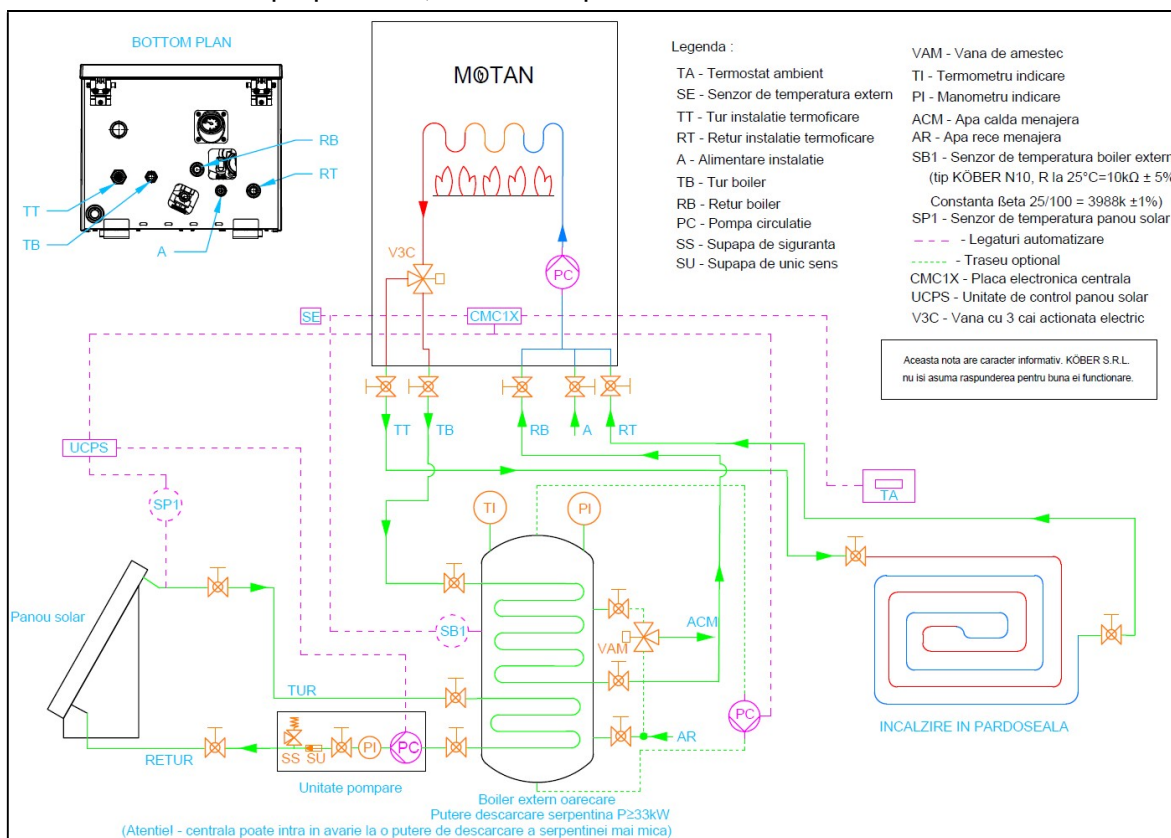 BOTTOM PLAN
RB
RT
TT
TB
A
MOTAN
V3C
PC
SE
CMC1X
Legenda :
TA - Termostat ambient
SE - Senzor de temperatura extern
TT - Tur instalatie termoficare
RT - Retur instalatie termoficare
A - Alimentare instalatie
TB - Tur boiler
RB - Retur boiler
PC - Pompa circulatie
SS - Supapa de siguranta
SU - Supapa de unic sens
VAM - Vana de amestec
TI - Termometru indicare
PI - Manometru indicare
ACM - Apa calda menajera
AR - Apa rece menajera
SB1 - Senzor de temperatura boiler extern
(tip KÖBER N10, R la 25°C=10kΩ ± 5%
Constanta ßeta 25/100 = 3988k ±1%)
SP1 - Senzor de temperatura panou solar
- Legaturi automatizare
- Traseu optional
CMC1X - Placa electronica centrala
UCPS - Unitate de control panou solar
V3C - Vana cu 3 cai actionata electric
Aceasta nota are caracter informativ. KÖBER S.R.L.
nu isi asuma raspunderea pentru buna ei functionare.
TT
TB
RB
A
RT
UCPS
SP1
TA
TI
PI
Panou solar
SB1
VAM
ACM
TUR
RETUR
SS
SU
PI
PC
AR
PC
Unitate pompare
INCALZIRE IN PARDOSEALA
Boiler extern oarecare
Putere descarcare serpentina P≥33kW
(Atentie! - centrala poate intra in avarie la o putere de descarcare a serpentinei mai mica)